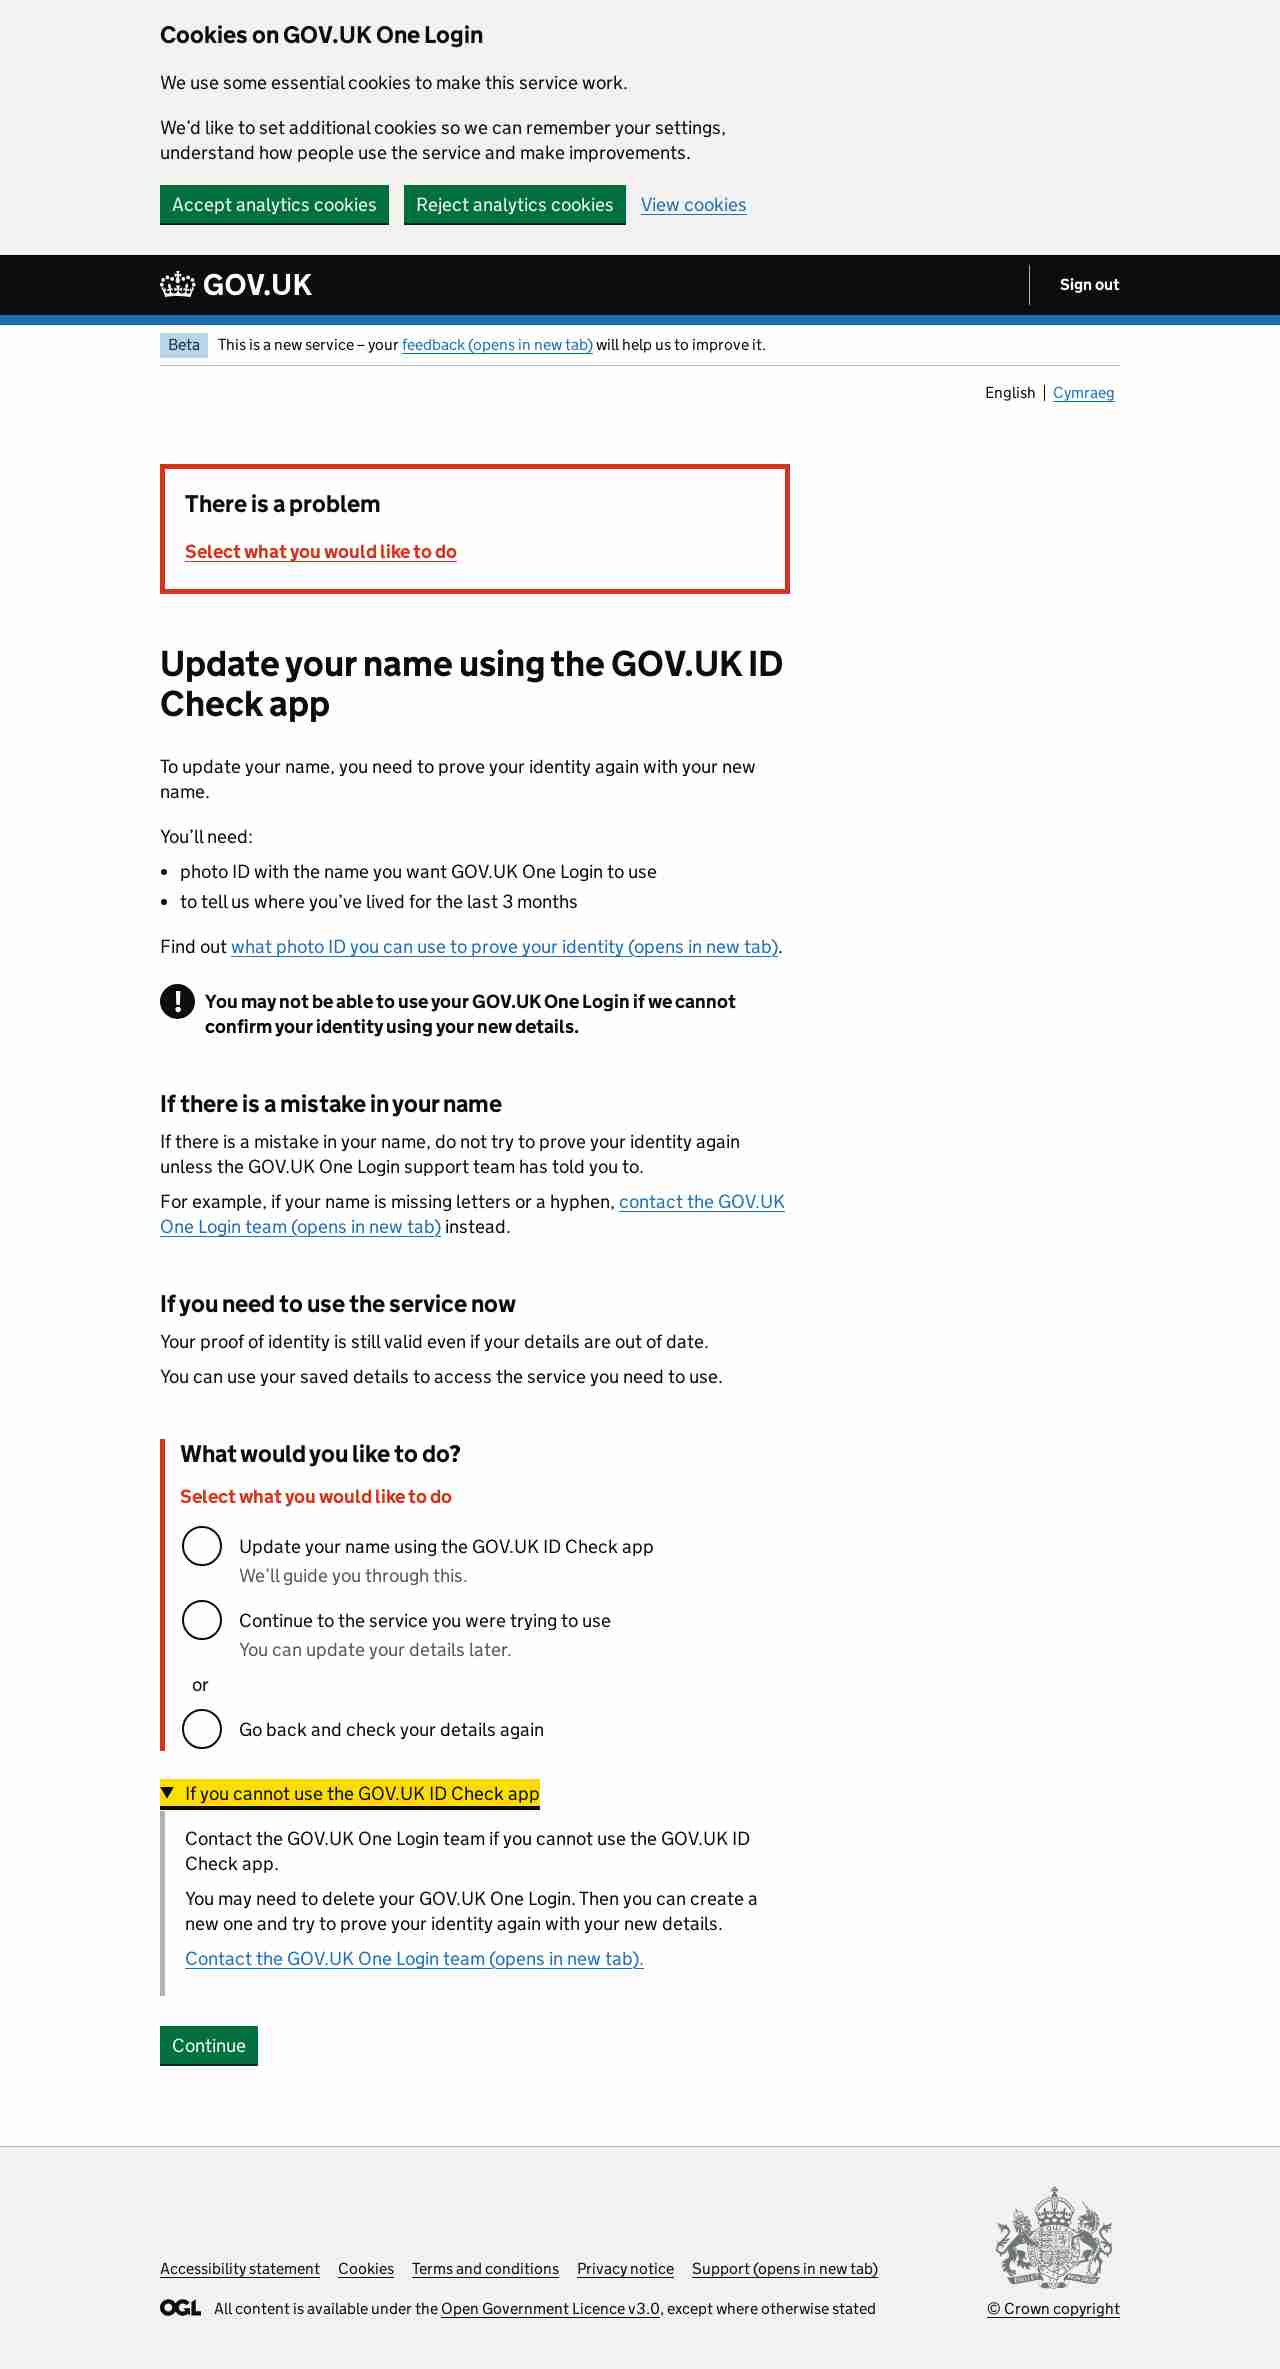 Cookies on GOV.UK One Login
We use some essential cookies to make this service work.
We’d like to set additional cookies so we can remember your settings,
understand how people use the service and make improvements.
Accept analytics cookies Reject analytics cookies View cookies
GOV.UK Sign out
Beta This is a new service – your feedback (opens in new tab) will help us to improve it.
English Cymraeg
There is a problem
Select what you would like to do
Update your name using the GOV.UK ID
Check app
To update your name, you need to prove your identity again with your new
name.
You’ll need:
• photo ID with the name you want GOV.UK One Login to use
• to tell us where you’ve lived for the last 3 months
Find out what photo ID you can use to prove your identity (opens in new tab).
! You may not be able to use your GOV.UK One Login if we cannot
confirm your identity using your new details.
If there is a mistake in your name
If there is a mistake in your name, do not try to prove your identity again
unless the GOV.UK One Login support team has told you to.
For example, if your name is missing letters or a hyphen, contact the GOV.UK
One Login team (opens in new tab) instead.
If you need to use the service now
Your proof of identity is still valid even if your details are out of date.
You can use your saved details to access the service you need to use.
What would you like to do?
Select what you would like to do
Update your name using the GOV.UK ID Check app
We’ll guide you through this.
Continue to the service you were trying to use
You can update your details later.
or
Go back and check your details again
If you cannot use the GOV.UK ID Check app
Contact the GOV.UK One Login team if you cannot use the GOV.UK ID
Check app.
You may need to delete your GOV.UK One Login. Then you can create a
new one and try to prove your identity again with your new details.
Contact the GOV.UK One Login team (opens in new tab).
Continue
Accessibility statement Cookies Terms and conditions Privacy notice Support (opens in new tab)
OGL All content is available under the Open Government Licence v3.0, except where otherwise stated
© Crown copyright